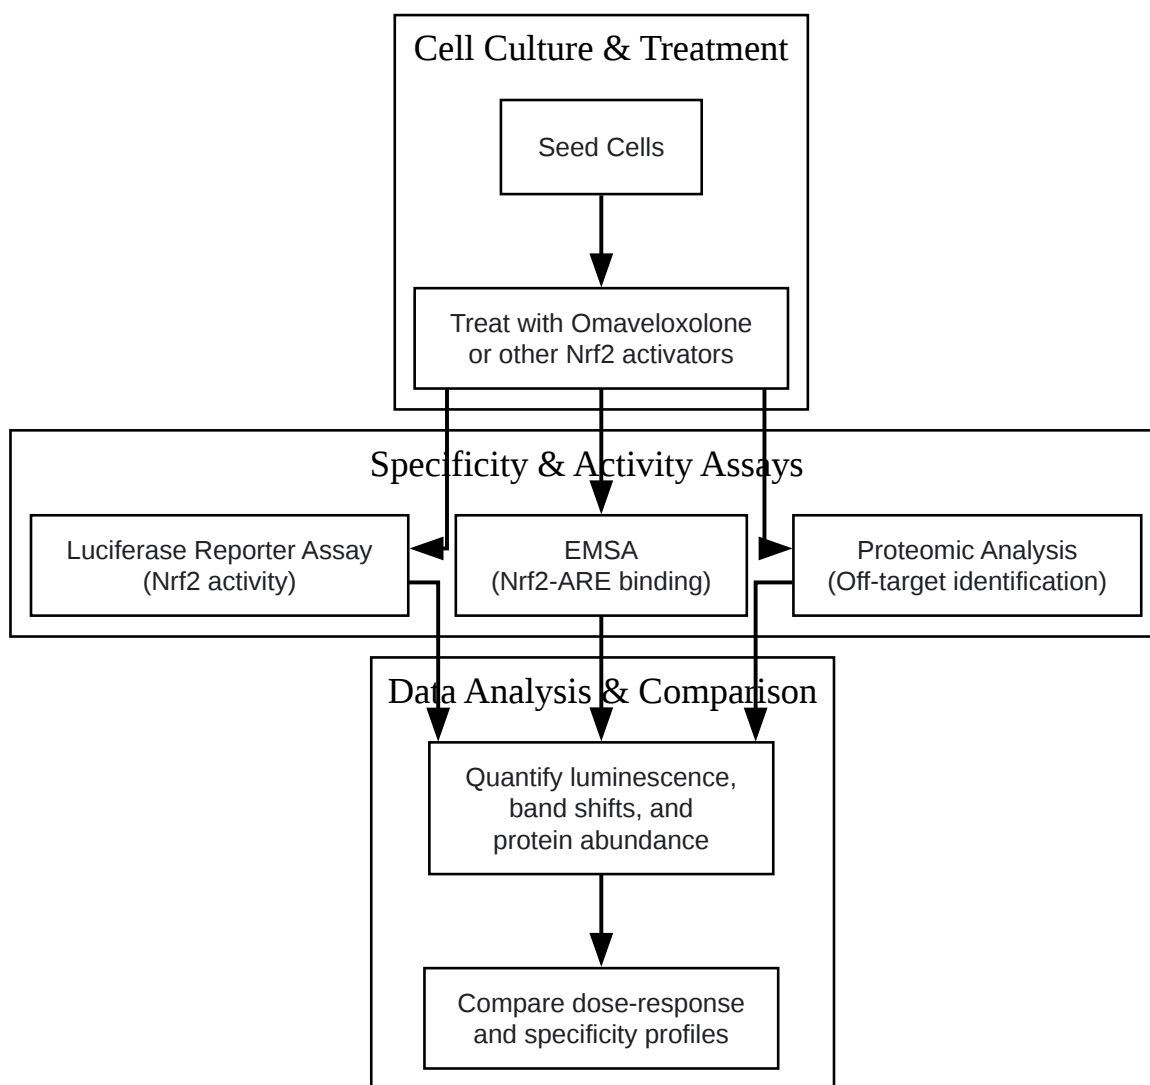 Cell Culture & Treatment
Seed Cells
Treat with Omaveloxolone
or other Nrf2 activators
Specificity & Activity Assays
Luciferase Reporter Assay
(Nrf2 activity)
EMSA
(Nrf2-ARE binding)
Proteomic Analysis
(Off-target identification)
Data Analysis & Comparison
Quantify luminescence,
band shifts, and
protein abundance
Compare dose-response
and specificity profiles